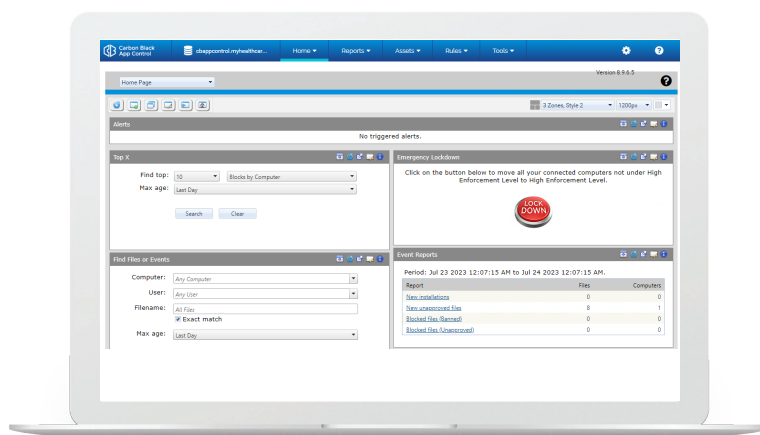 Carbon Black
App Control
cbappcontrol.myhealthcar...
Home
Reports
Assets
Rules
Tools
Version 8.9.6.5
Home Page
3 Zones, Style 2
1200px
Alerts
No triggered alerts.
Top X
Find top:
10
Blocks by Computer
Max age:
Last Day
Search
Clear
Emergency Lockdown
Click on the button below to move all your connected computers not under High
Enforcement Level to High Enforcement Level.
LOCK
DOWN
Find Files or Events
Computer:
Any Computer
User:
Any User
Filename:
All Files
Exact match
Max age:
Last Day
Event Reports
Period: Jul 23 2023 12:07:15 AM to Jul 24 2023 12:07:15 AM.
Report Files Computers
New installations 0 0
New unapproved files 8 1
Blocked files (Banned) 0 0
Blocked files (Unapproved) 0 0